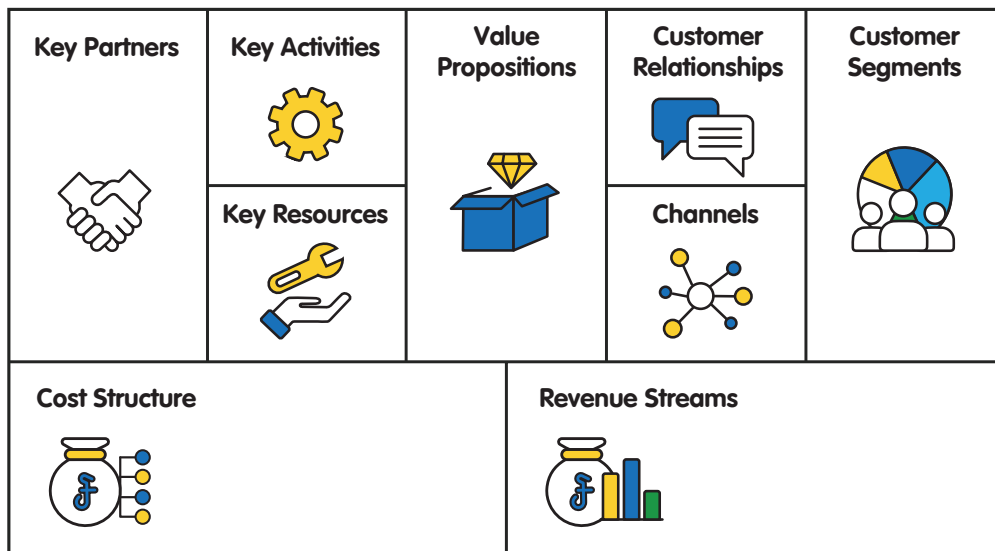 Key Partners
Key Activities
Key Resources
Value
Propositions
Customer
Relationships
Channels
Customer
Segments
Cost Structure
Revenue Streams